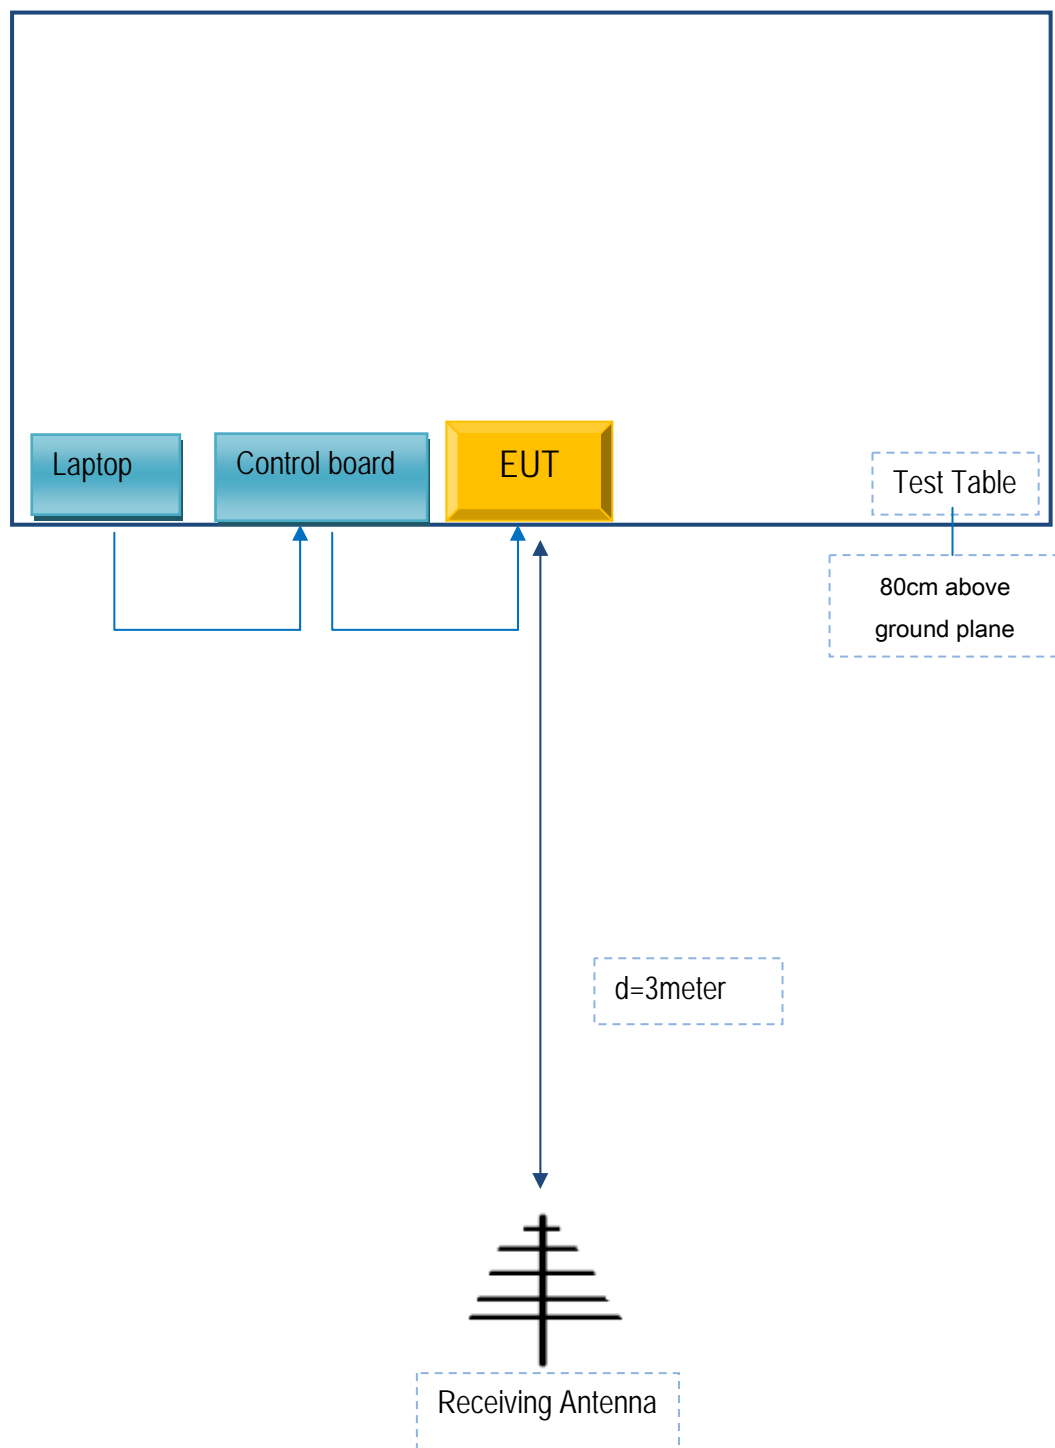 Laptop
Control board
EUT
Test Table
80cm above
ground plane
d=3meter
Receiving Antenna